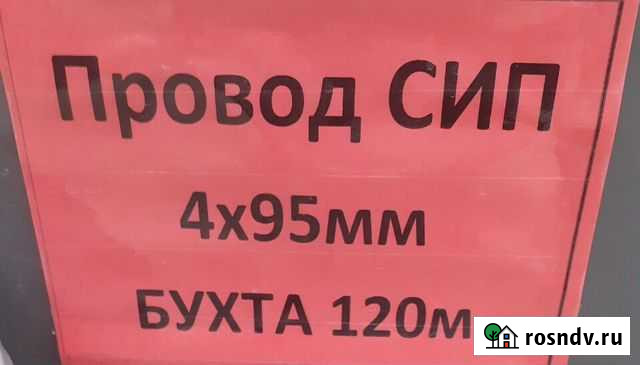 Провод СИП
4х95мм
БУХТА 120м
rosndv.ru